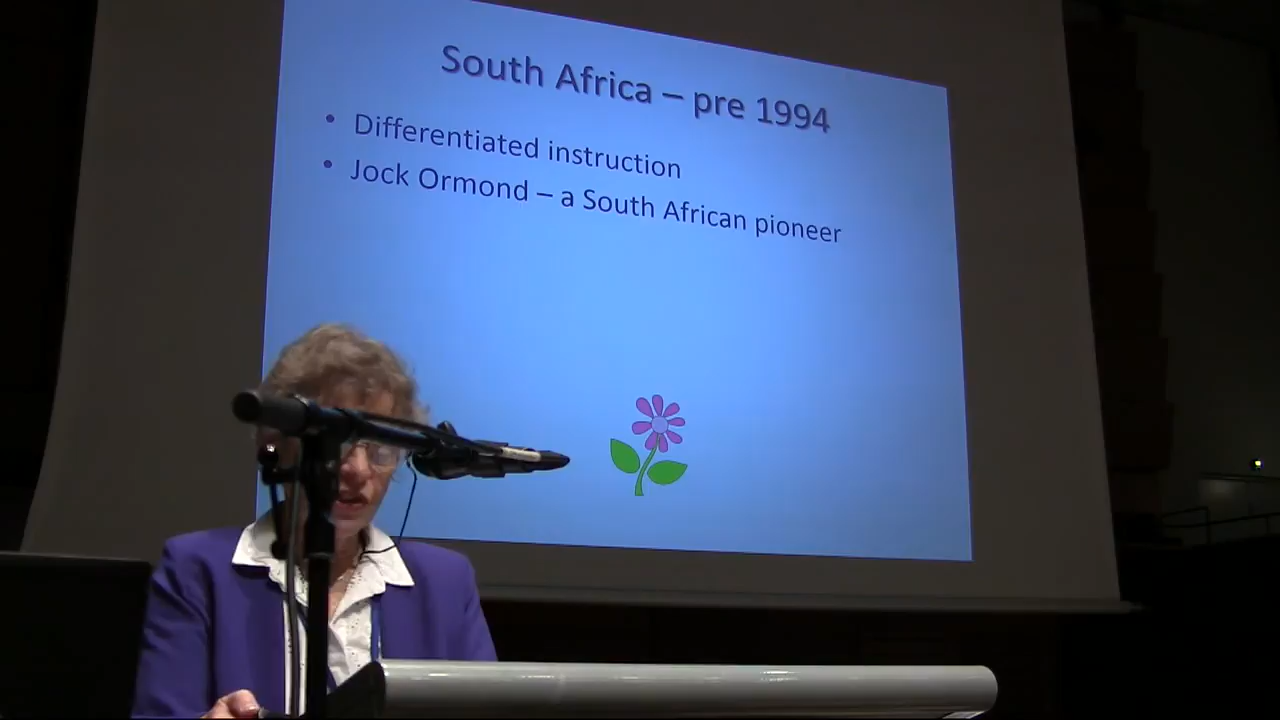 South Africa – pre 1994
• Differentiated instruction
• Jock Ormond – a South African pioneer